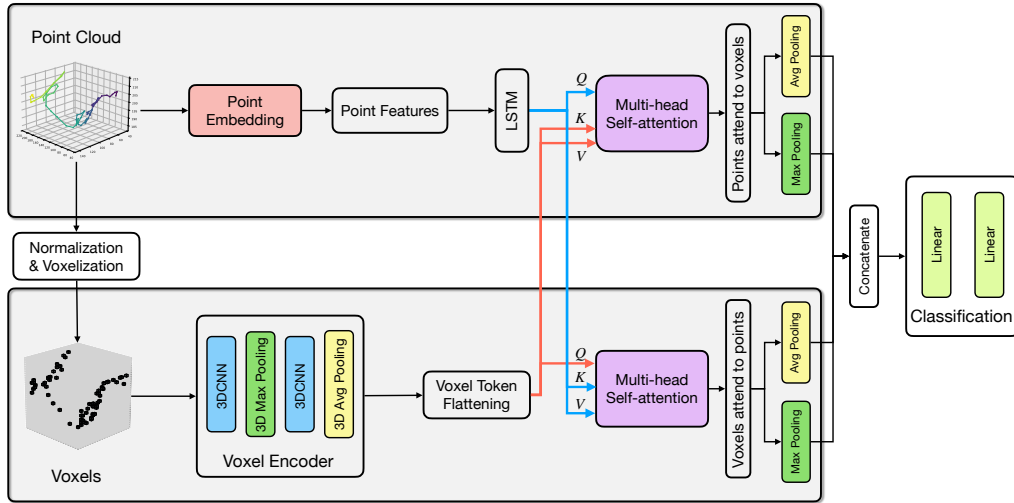 Point Cloud
Point
Embedding
Point Features
LSTM
Q
K
V
Multi-head
Self-attention
Points attend to voxels
Avg Pooling
Max Pooling
Normalization
& Voxelization
Concatenate
Linear
Linear
Classification
Voxels
3DCNN
3D Max Pooling
3DCNN
3D Avg Pooling
Voxel Encoder
Voxel Token
Flattening
Q
K
V
Multi-head
Self-attention
Voxels attend to points
Avg Pooling
Max Pooling